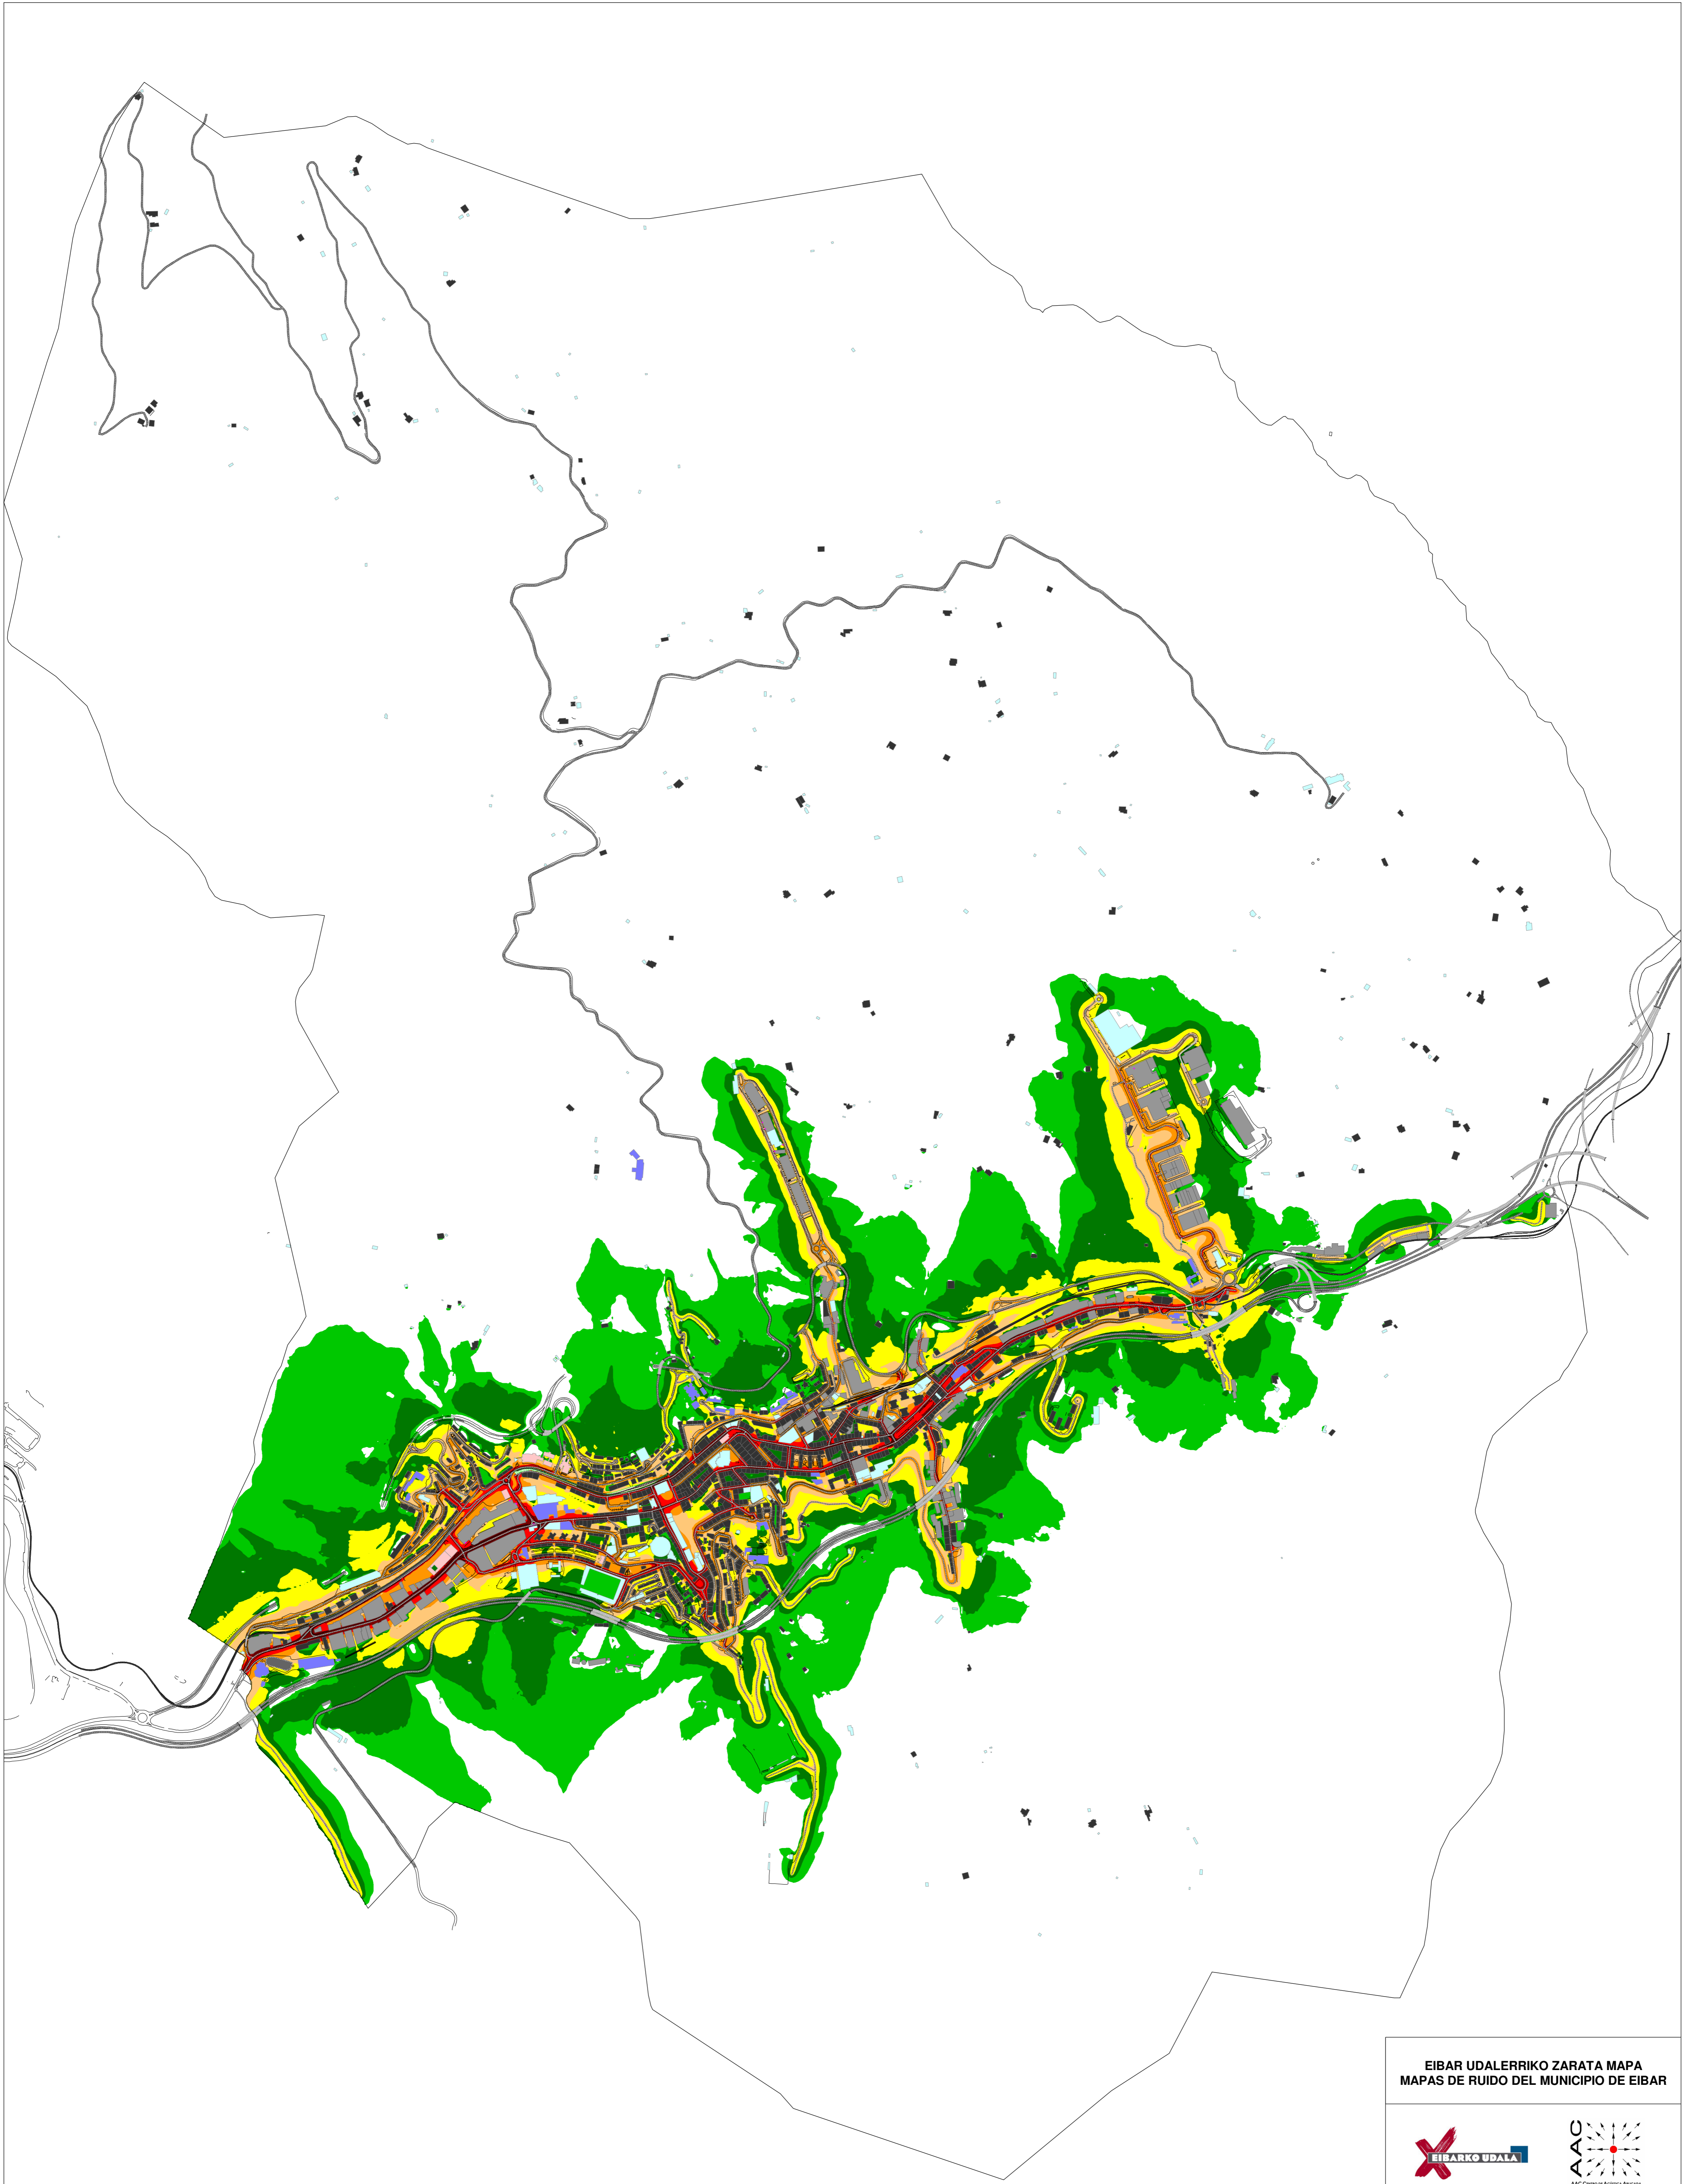 EIBAR UDALERRIKO ZARATA MAPA
MAPAS DE RUIDO DEL MUNICIPIO DE EIBAR
EIBARKO UDALA
AAC